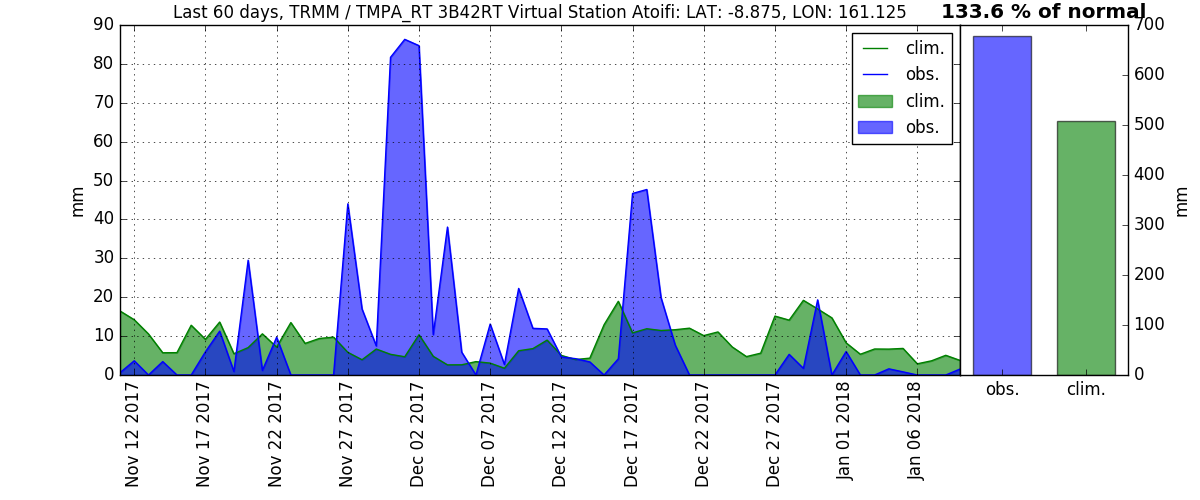 Last 60 days, TRMM / TMPA_RT 3B42RT Virtual Station Atoifi: LAT: -8.875, LON: 161.125
133.6 % of normal
90
80
70
60
50
40
30
20
10
0
mm
clim.
obs.
clim.
obs.
Nov 12 2017
Nov 17 2017
Nov 22 2017
Nov 27 2017
Dec 02 2017
Dec 07 2017
Dec 12 2017
Dec 17 2017
Dec 22 2017
Dec 27 2017
Jan 01 2018
Jan 06 2018
700
600
500
400
300
200
100
0
mm
obs.
clim.